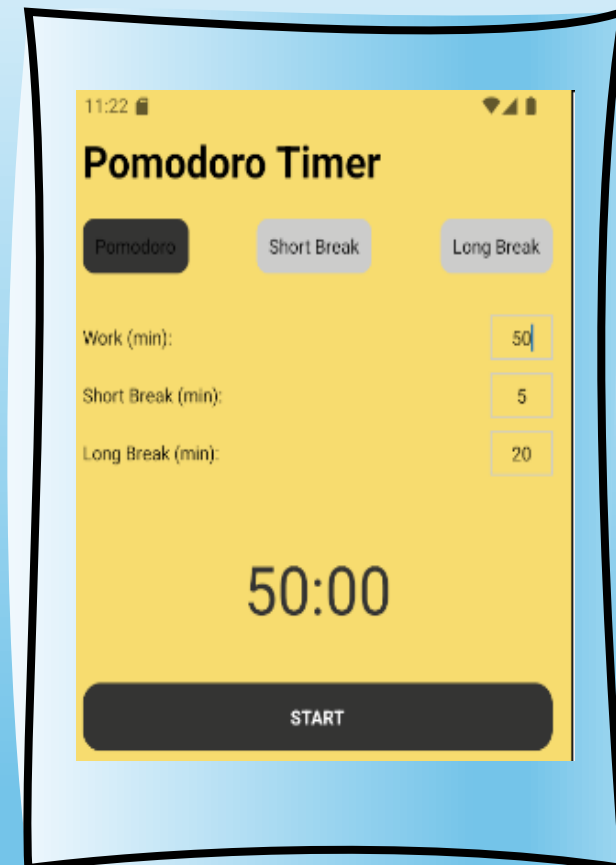 11:22
Pomodoro Timer
Pomodoro Short Break Long Break
Work (min): 50
Short Break (min): 5
Long Break (min): 20
50:00
START